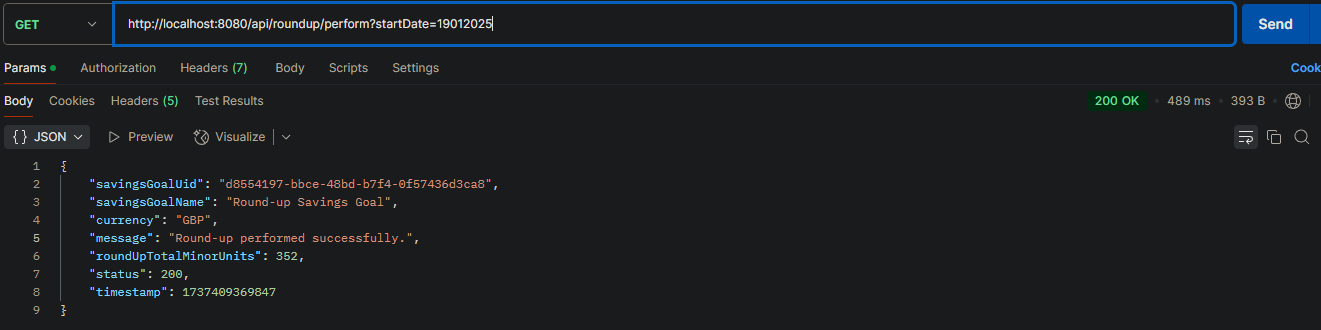 GET http://localhost:8080/api/roundup/perform?startDate=19012025 Send
Params Authorization Headers (7) Body Scripts Settings Cook
Body Cookies Headers (5) Test Results 200 OK 489 ms 393 B
{} JSON Preview Visualize
1 {
2 "savingsGoalUid": "d8554197-bbce-48bd-b7f4-0f57436d3ca8",
3 "savingsGoalName": "Round-up Savings Goal",
4 "currency": "GBP",
5 "message": "Round-up performed successfully.",
6 "roundUpTotalMinorUnits": 352,
7 "status": 200,
8 "timestamp": 1737409369847
9 }